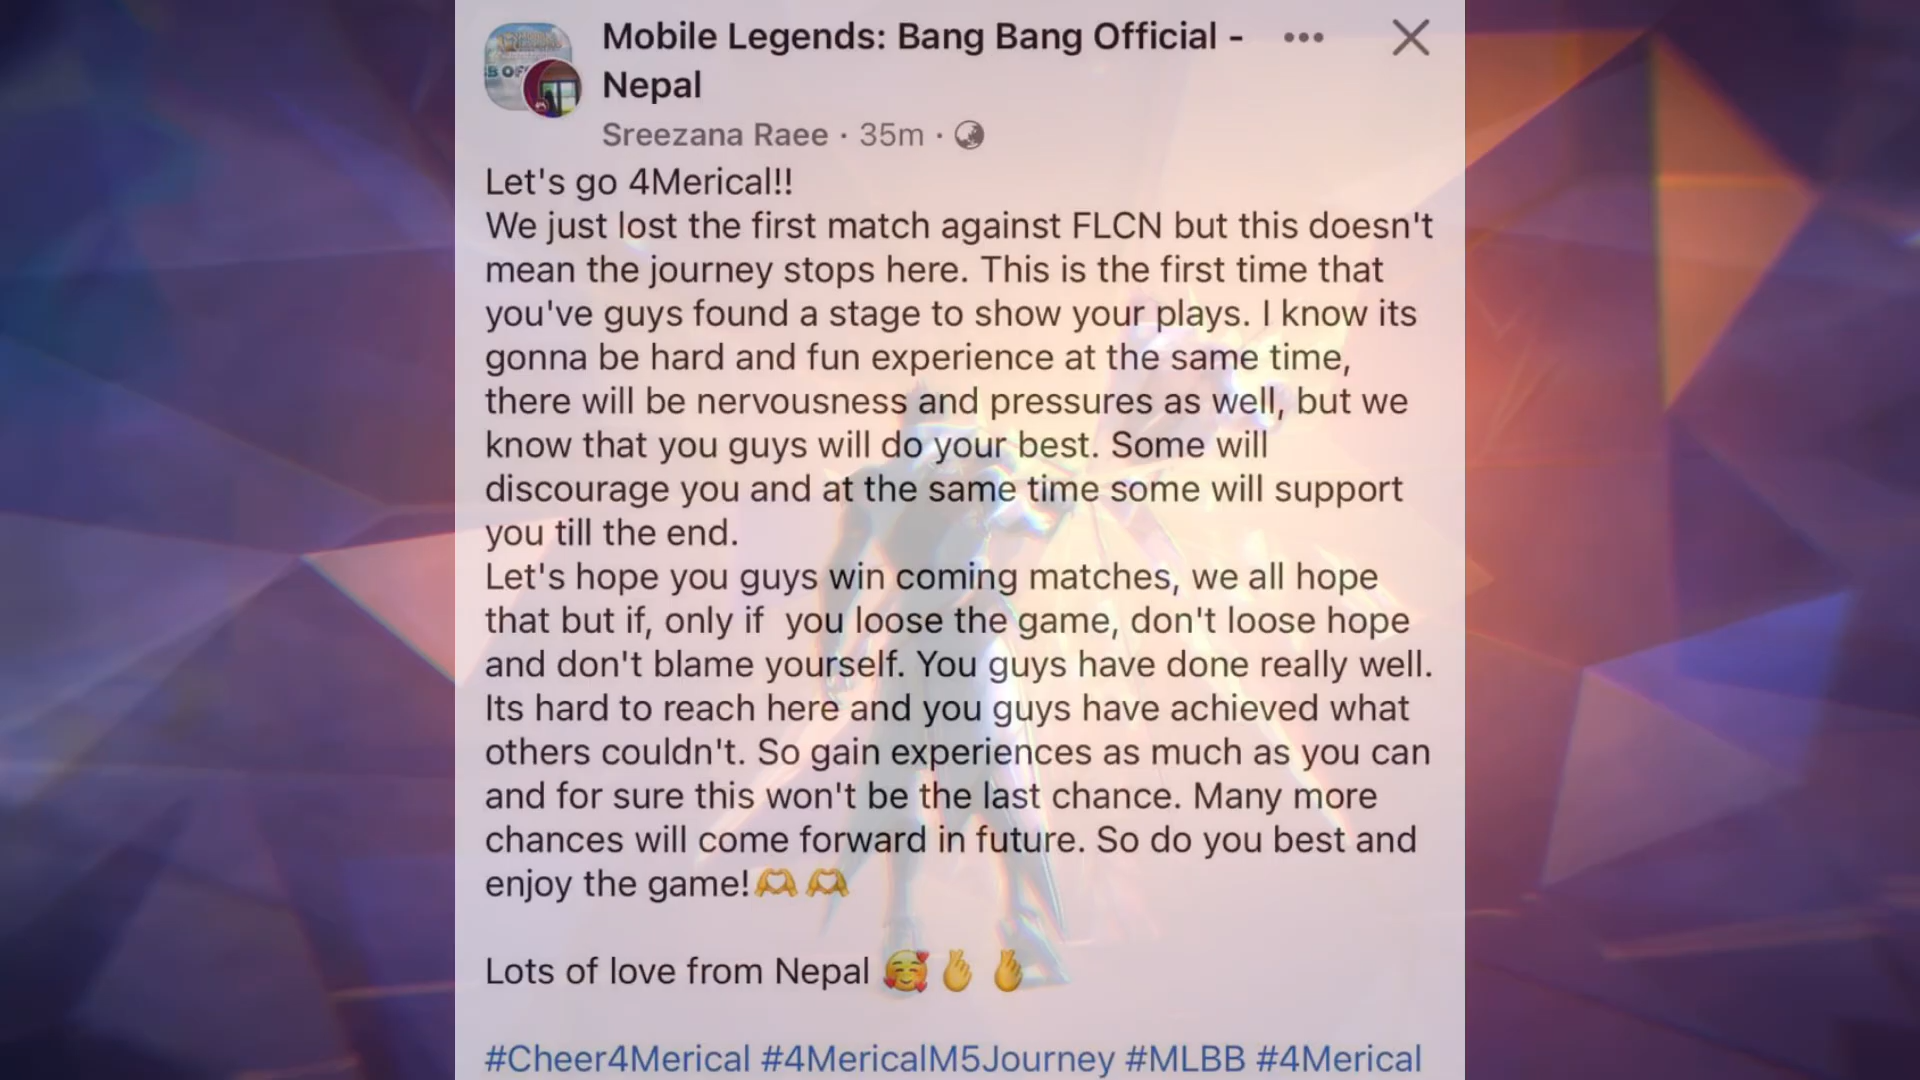 Mobile Legends: Bang Bang Official -
Nepal
Sreezana Raee · 35m ·
Let's go 4Merical!!
We just lost the first match against FLCN but this doesn't
mean the journey stops here. This is the first time that
you've guys found a stage to show your plays. I know its
gonna be hard and fun experience at the same time,
there will be nervousness and pressures as well, but we
know that you guys will do your best. Some will
discourage you and at the same time some will support
you till the end.
Let's hope you guys win coming matches, we all hope
that but if, only if  you loose the game, don't loose hope
and don't blame yourself. You guys have done really well.
Its hard to reach here and you guys have achieved what
others couldn't. So gain experiences as much as you can
and for sure this won't be the last chance. Many more
chances will come forward in future. So do you best and
enjoy the game!🫶🫶
Lots of love from Nepal 🥰🫰🫰
#Cheer4Merical #4MericalM5Journey #MLBB #4Merical